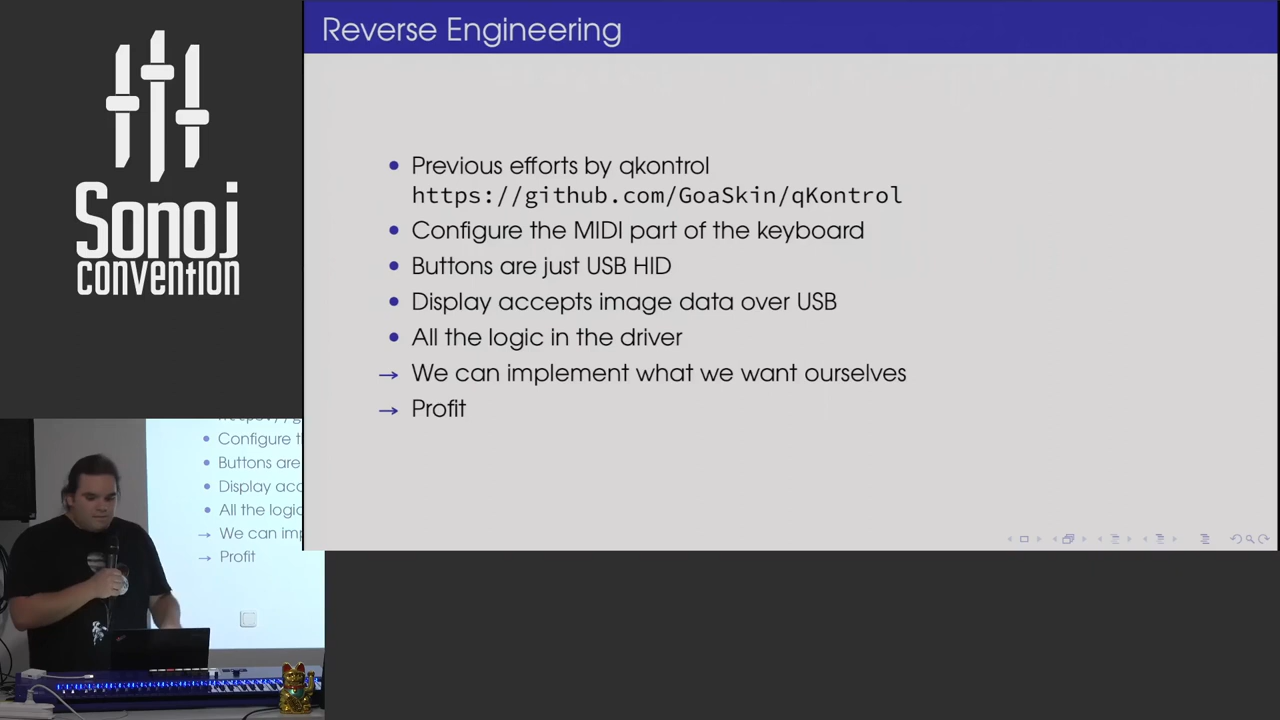 Reverse Engineering
Sonoj
convention
• Previous efforts by qkontrol
https://github.com/GoaSkin/qKontrol
• Configure the MIDI part of the keyboard
• Buttons are just USB HID
• Display accepts image data over USB
• All the logic in the driver
→ We can implement what we want ourselves
→ Profit
• Configure t
• Buttons are
• Display acc
• All the logic
→ We can imp
→ Profit